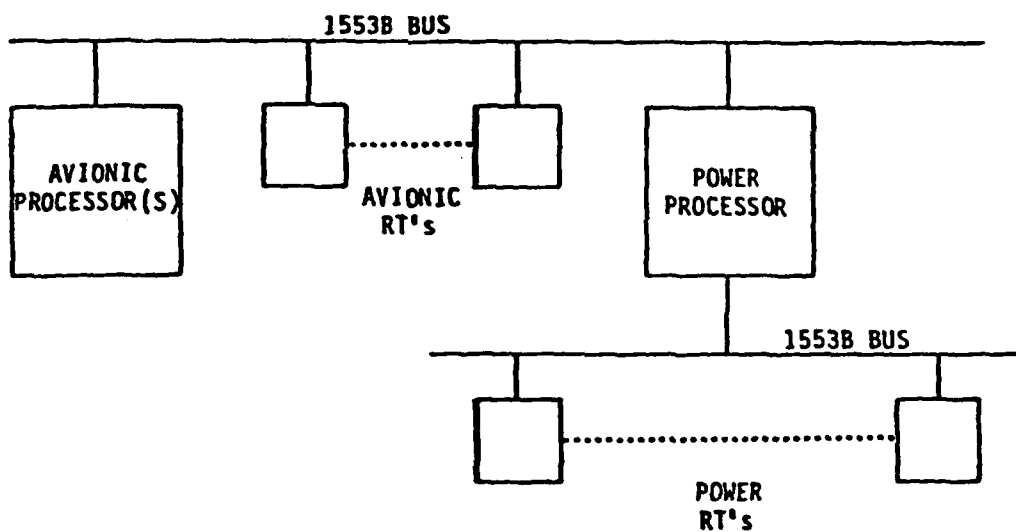 1553B BUS
AVIONIC
PROCESSOR(S)
AVIONIC
RT's
POWER
PROCESSOR
1553B BUS
POWER
RT's